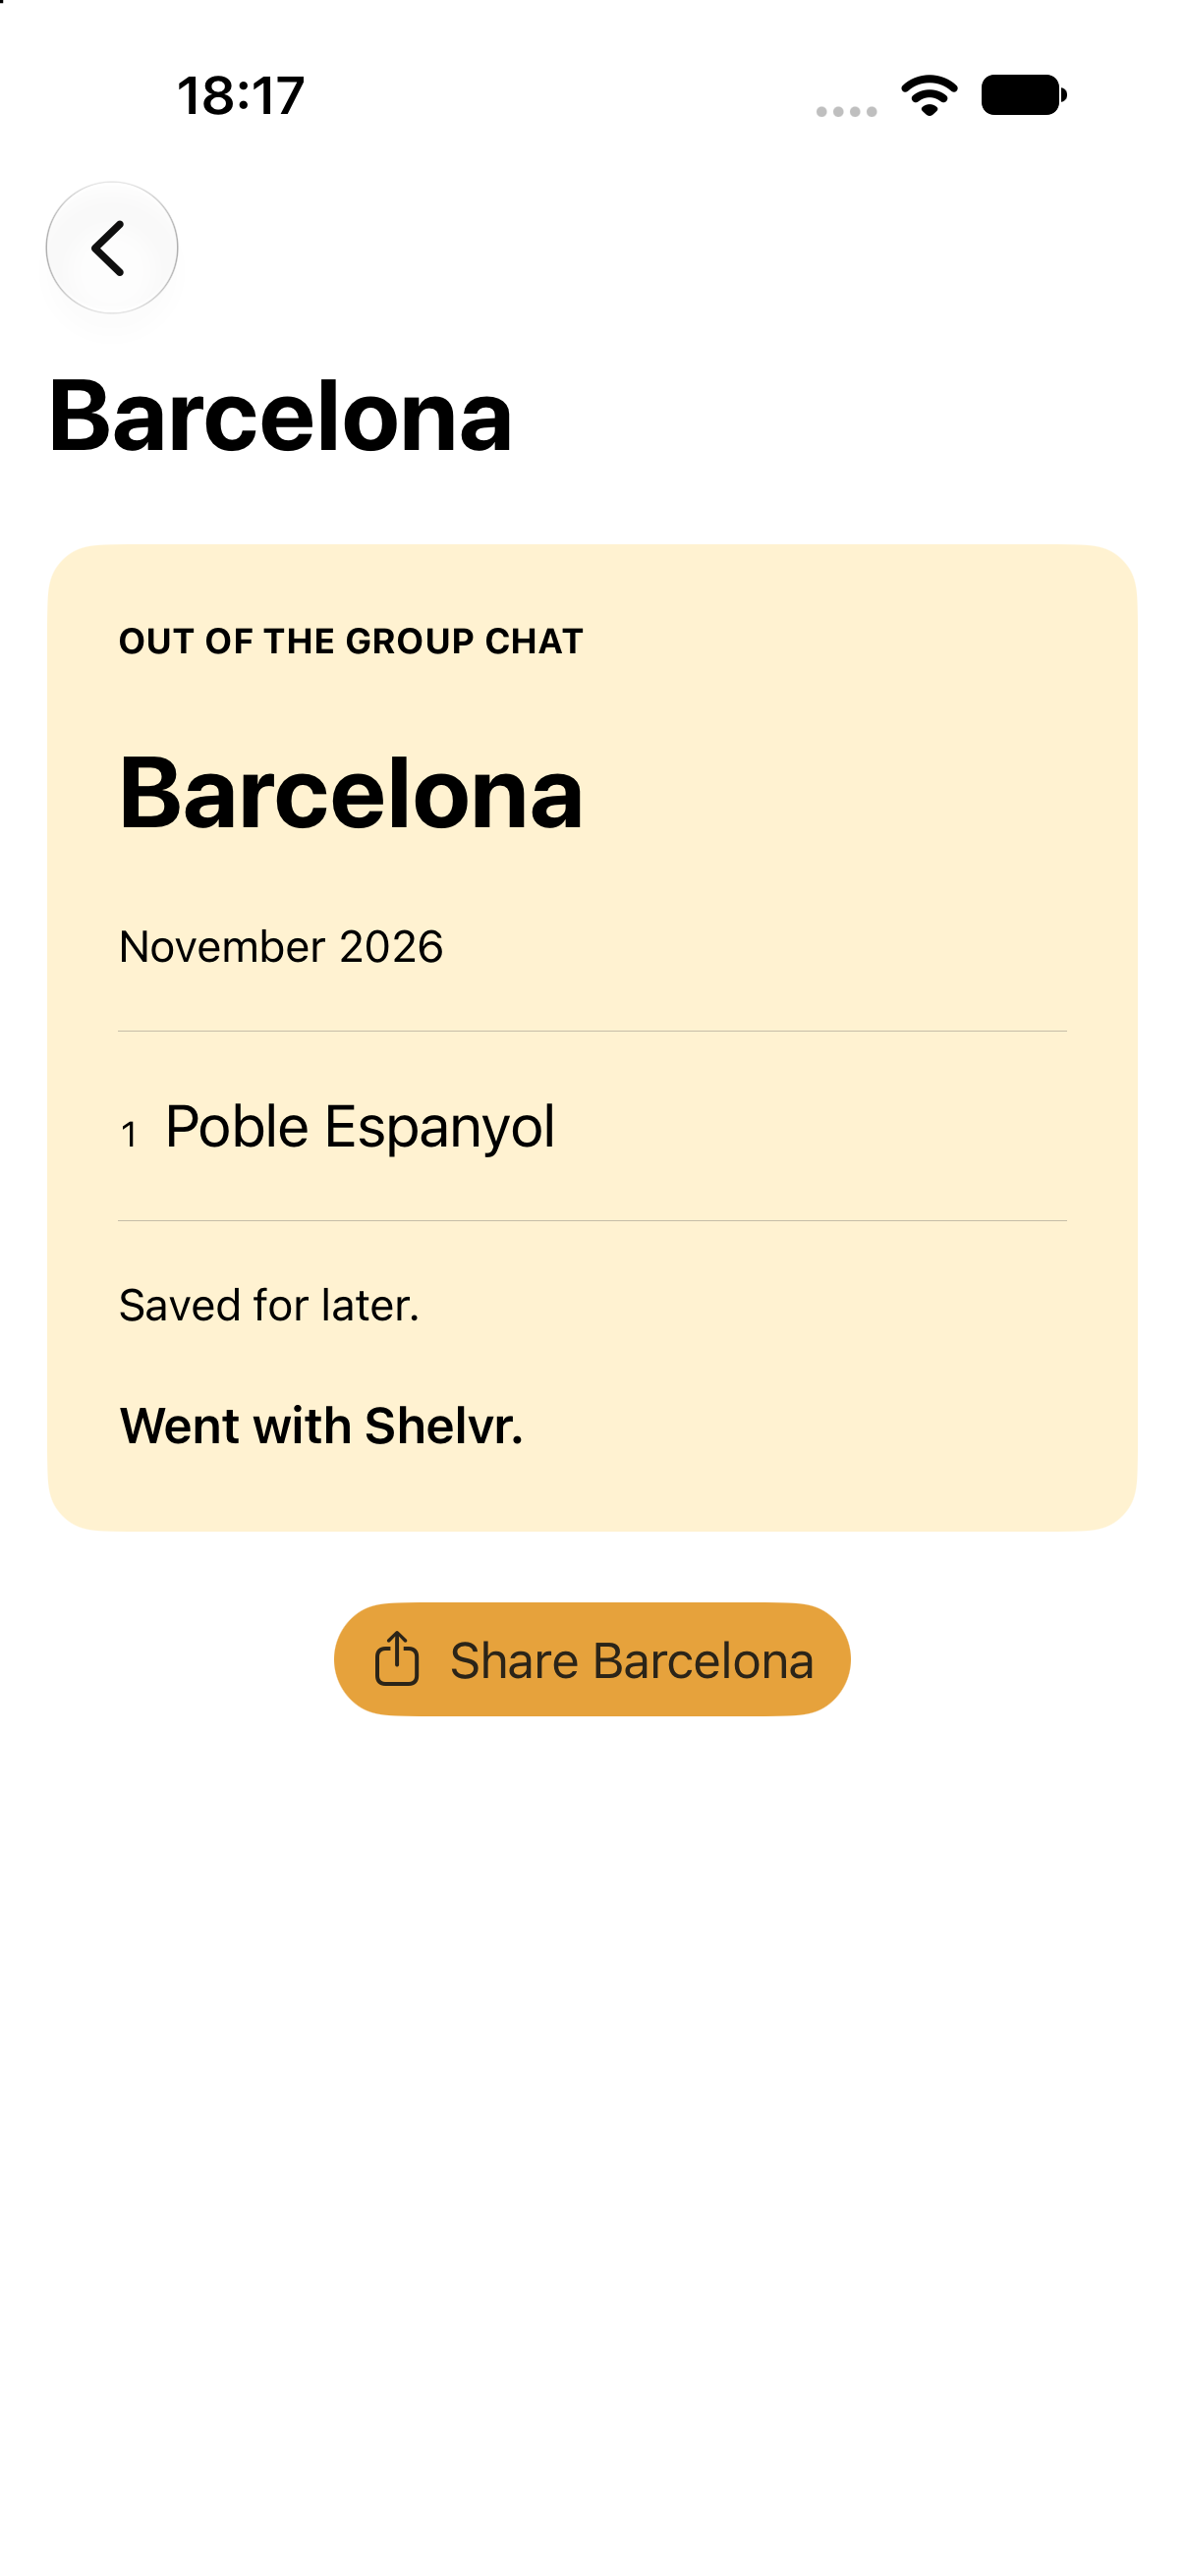 18:17
Barcelona
OUT OF THE GROUP CHAT
Barcelona
November 2026
1 Poble Espanyol
Saved for later.
Went with Shelvr.
Share Barcelona